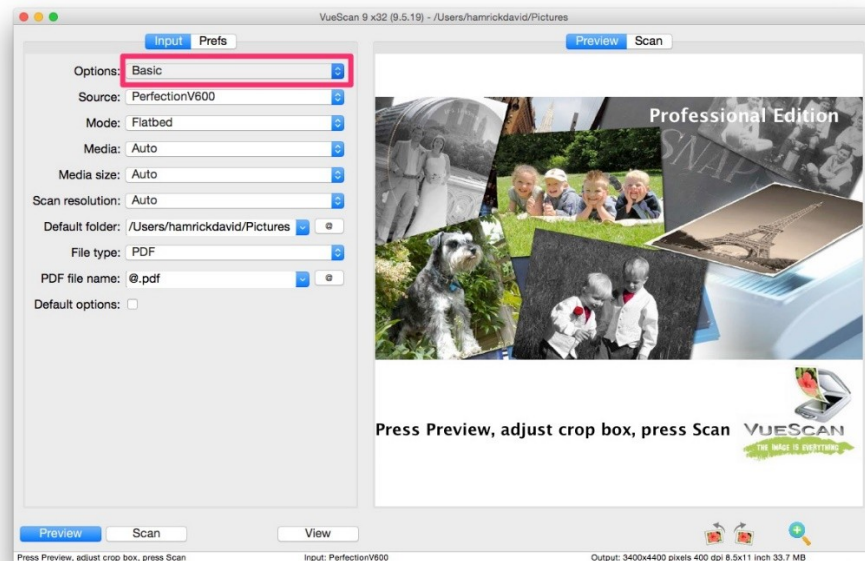 VueScan 9 x32 (9.5.19) - /Users/hamrickdavid/Pictures
Input Prefs
Preview Scan
Options: Basic
Source: PerfectionV600
Mode: Flatbed
Media: Auto
Media size: Auto
Scan resolution: Auto
Default folder: /Users/hamrickdavid/Pictures @
File type: PDF
PDF file name: @.pdf @
Default options:
Professional Edition
SNAP
Press Preview, adjust crop box, press Scan
VUESCAN
THE IMAGE IS EVERYTHING
Preview Scan View
Press Preview, adjust crop box, press Scan Input: PerfectionV600 Output: 3400x4400 pixels 400 dpi 8.5x11 inch 33.7 MB